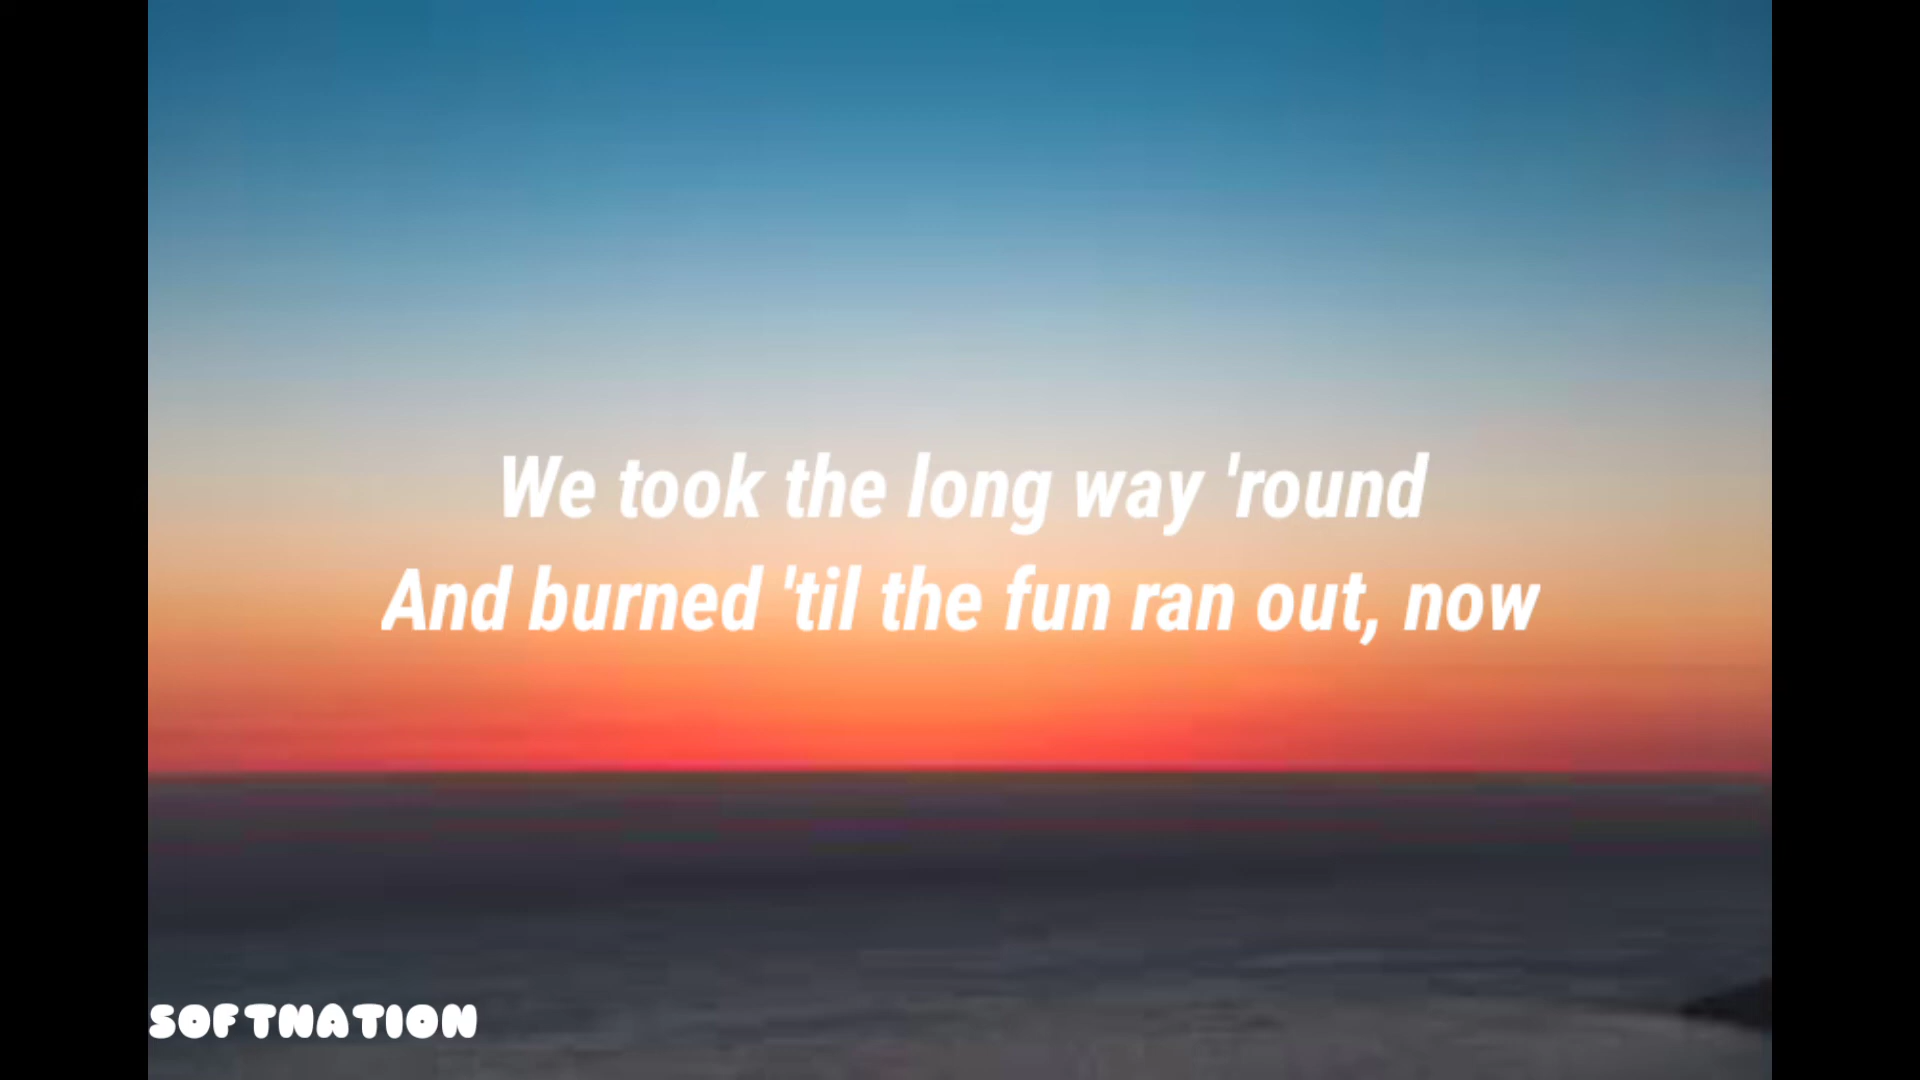 We took the long way 'round
And burned 'til the fun ran out, now
SOFTNATION